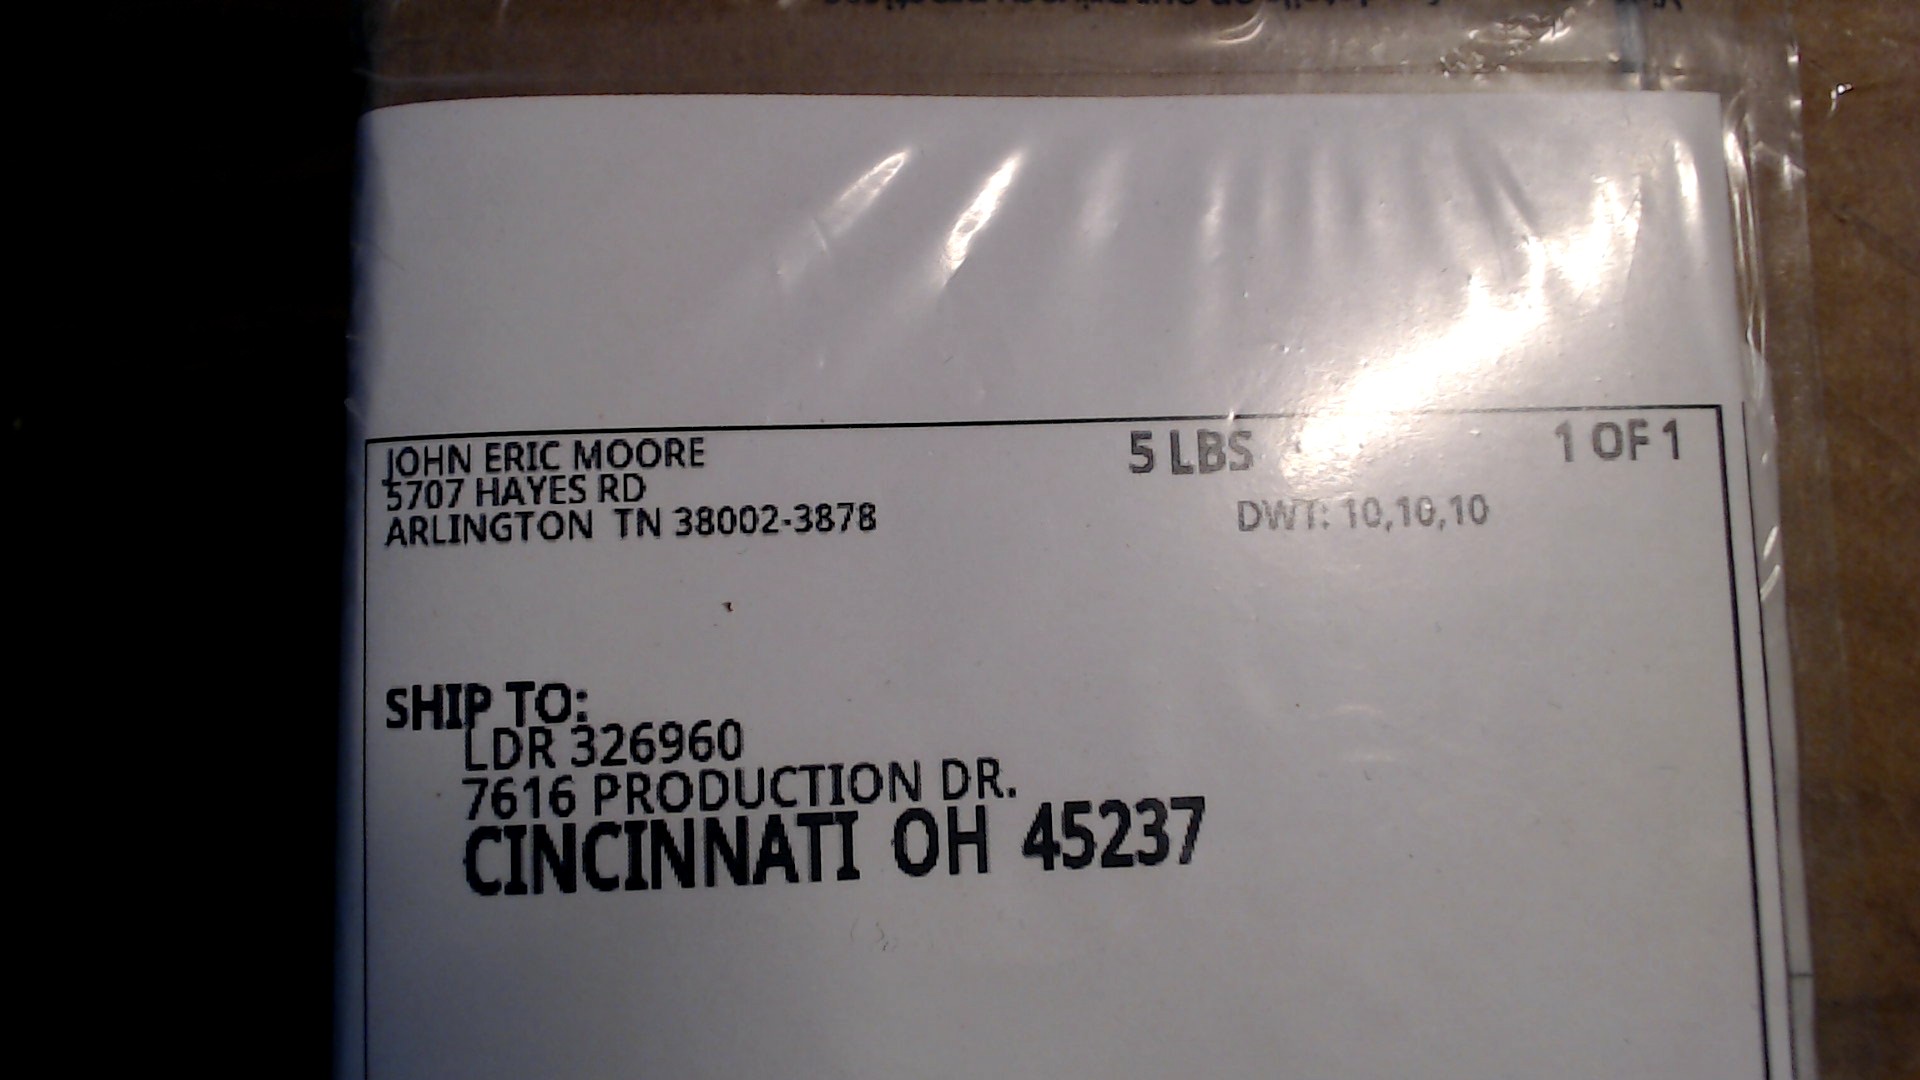 JOHN ERIC MOORE
5707 HAYES RD
ARLINGTON TN 38002-3878
5 LBS
1 OF 1
DWT: 10,10,10
SHIP TO:
LDR 326960
7616 PRODUCTION DR.
CINCINNATI OH 45237